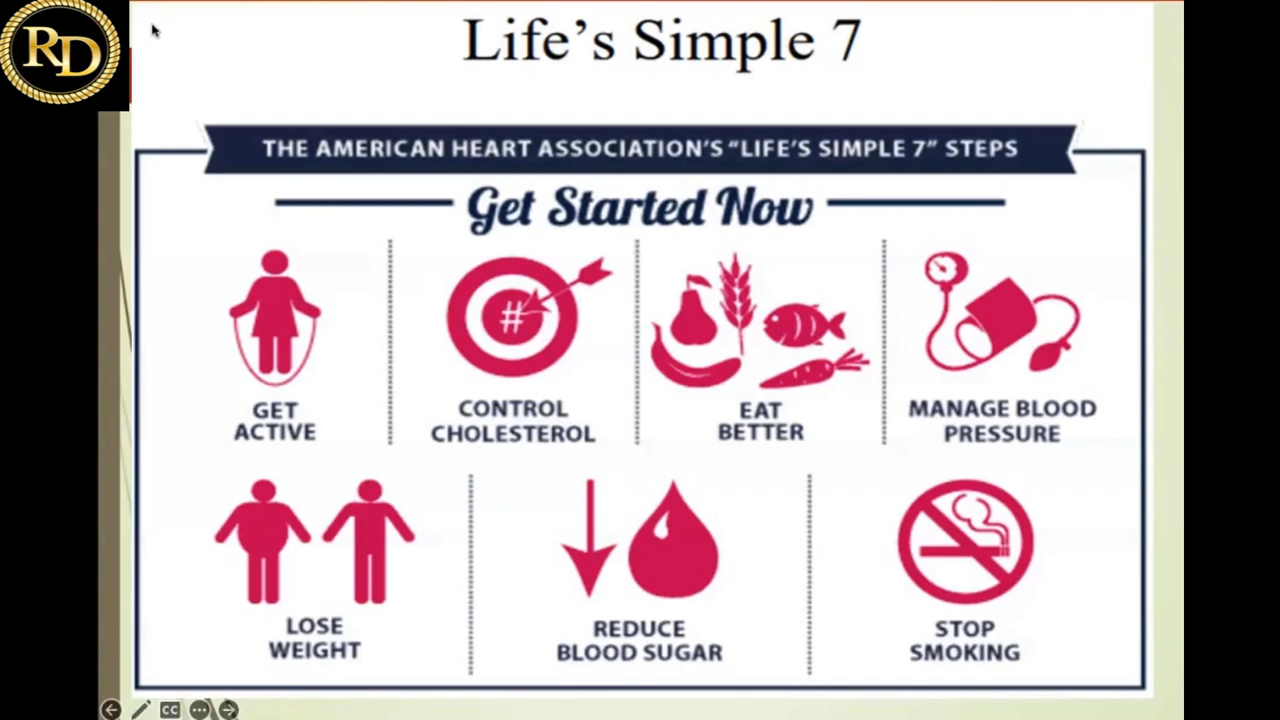 RD
Life’s Simple 7
THE AMERICAN HEART ASSOCIATION’S “LIFE’S SIMPLE 7” STEPS
Get Started Now
#
GET
ACTIVE
CONTROL
CHOLESTEROL
EAT
BETTER
MANAGE BLOOD
PRESSURE
LOSE
WEIGHT
REDUCE
BLOOD SUGAR
STOP
SMOKING
CC